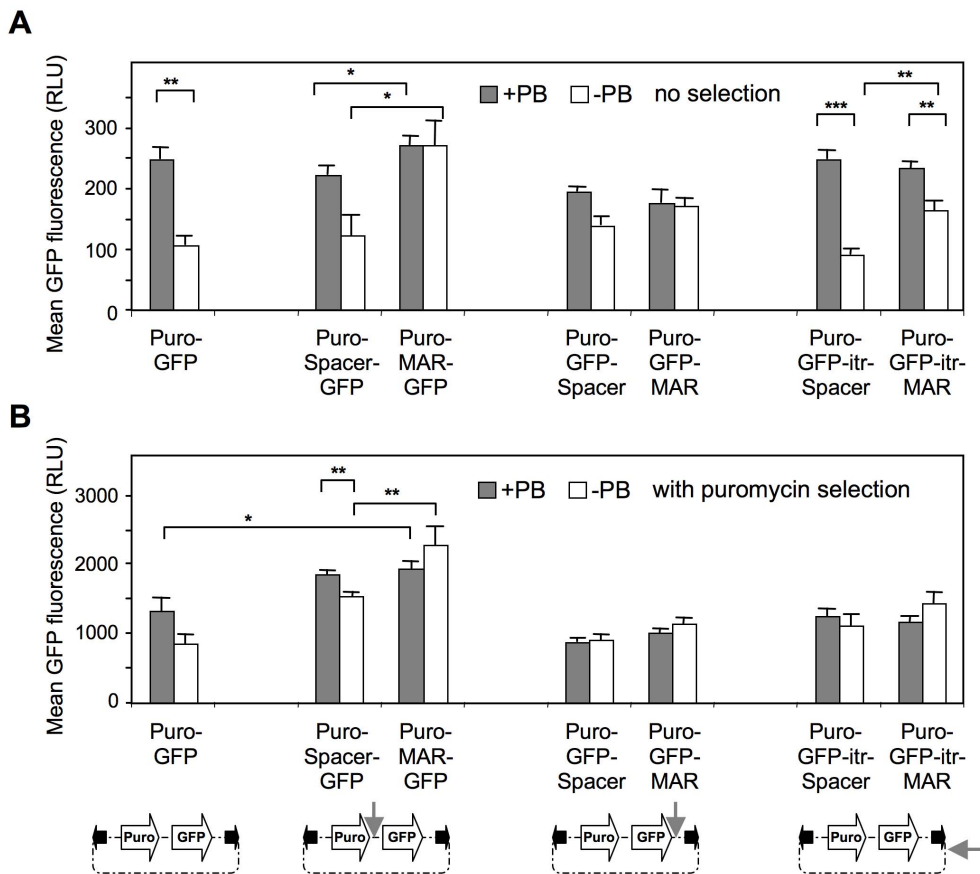 A
Mean GFP fluorescence (RLU)
300
200
100
0
** * * +PB -PB no selection *** ** **
Puro-GFP
Puro-Spacer-GFP
Puro-MAR-GFP
Puro-GFP-Spacer
Puro-GFP-MAR
Puro-GFP-itr-Spacer
Puro-GFP-itr-MAR
B
Mean GFP fluorescence (RLU)
3000
2000
1000
0
* ** ** +PB -PB with puromycin selection
Puro-GFP
Puro-Spacer-GFP
Puro-MAR-GFP
Puro-GFP-Spacer
Puro-GFP-MAR
Puro-GFP-itr-Spacer
Puro-GFP-itr-MAR
Puro GFP
Puro GFP
Puro GFP
Puro GFP